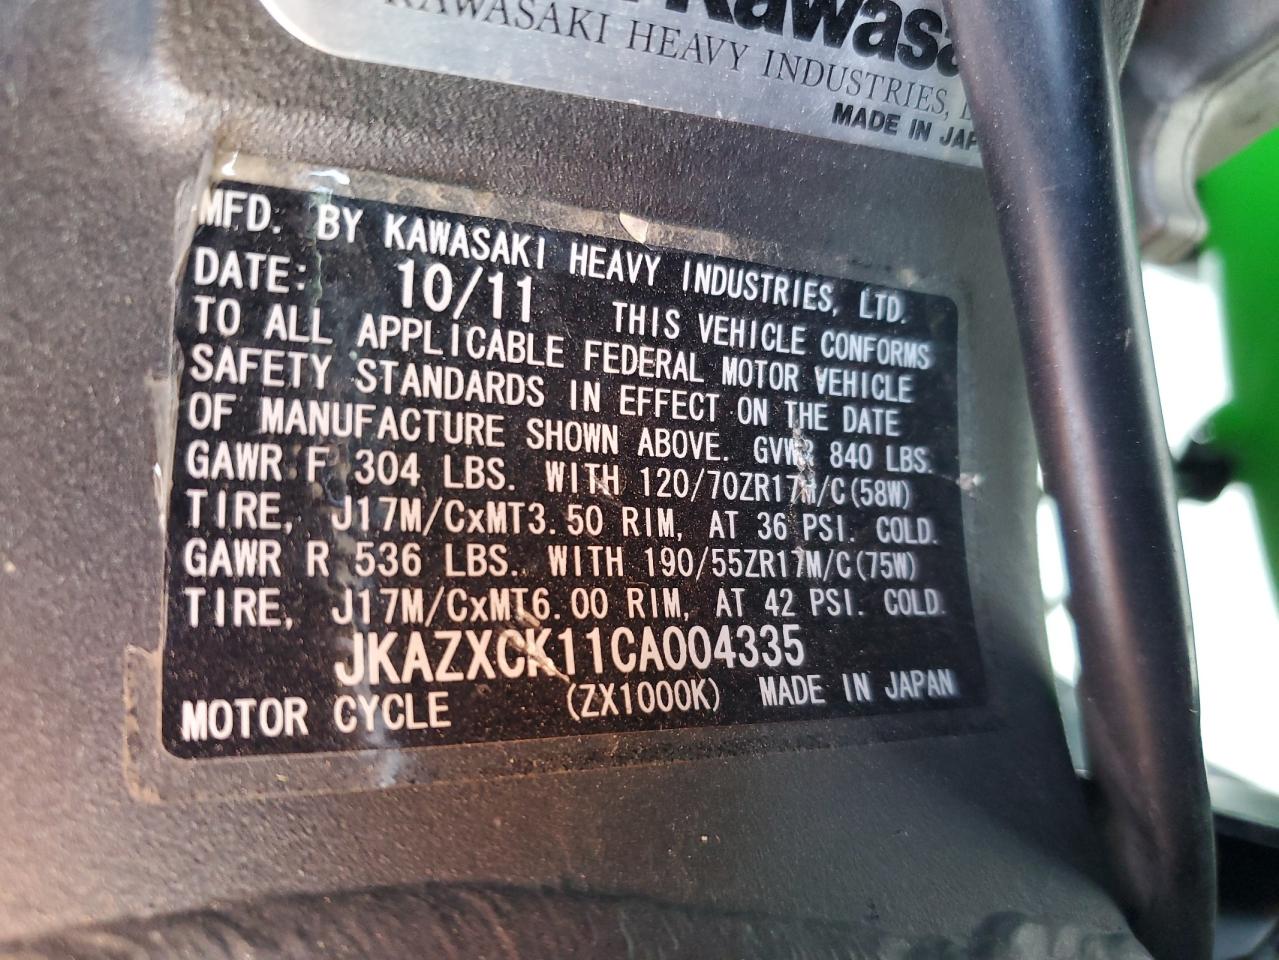 Kawasa
KAWASAKI HEAVY INDUSTRIES,
MADE IN JAP
MFD. BY KAWASAKI HEAVY INDUSTRIES, LTD.
DATE: 10/11 THIS VEHICLE CONFORMS
TO ALL APPLICABLE FEDERAL MOTOR VEHICLE
SAFETY STANDARDS IN EFFECT ON THE DATE
OF MANUFACTURE SHOWN ABOVE. GVWR 840 LBS.
GAWR F 304 LBS. WITH 120/70ZR17M/C(58W)
TIRE, J17M/CxMT3.50 RIM, AT 36 PSI. COLD.
GAWR R 536 LBS. WITH 190/55ZR17M/C(75W)
TIRE, J17M/CxMT6.00 RIM, AT 42 PSI. COLD.
JKAZXCK11CA004335
MOTOR CYCLE (ZX1000K) MADE IN JAPAN